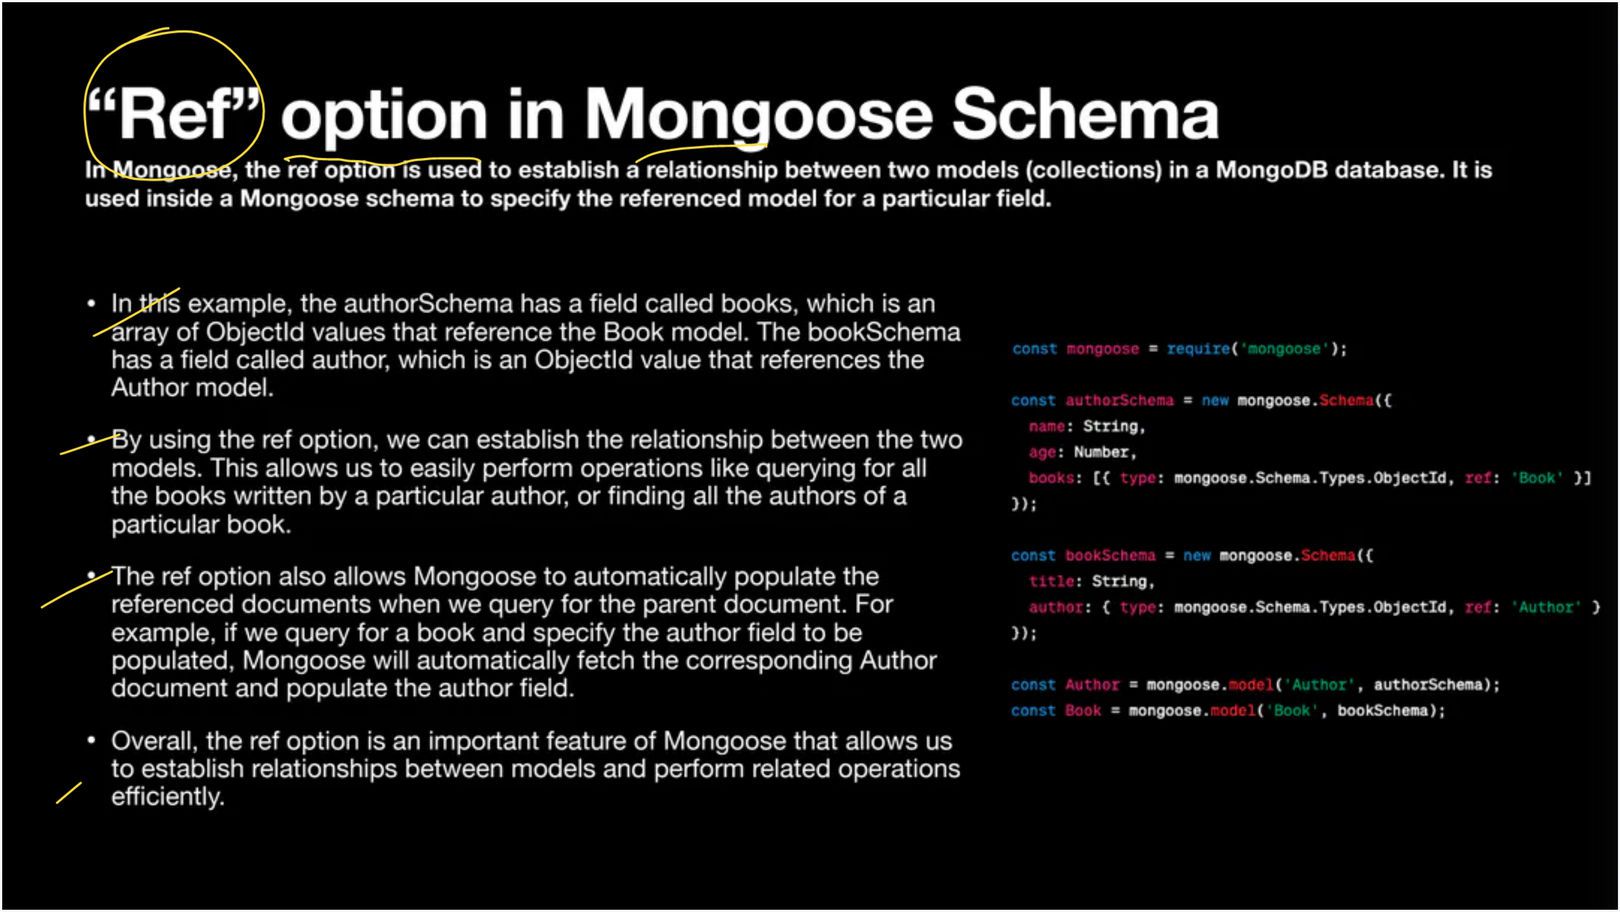 “Ref” option in Mongoose Schema
In Mongoose, the ref option is used to establish a relationship between two models (collections) in a MongoDB database. It is
used inside a Mongoose schema to specify the referenced model for a particular field.
• In this example, the authorSchema has a field called books, which is an
array of ObjectId values that reference the Book model. The bookSchema
has a field called author, which is an ObjectId value that references the
Author model.
• By using the ref option, we can establish the relationship between the two
models. This allows us to easily perform operations like querying for all
the books written by a particular author, or finding all the authors of a
particular book.
• The ref option also allows Mongoose to automatically populate the
referenced documents when we query for the parent document. For
example, if we query for a book and specify the author field to be
populated, Mongoose will automatically fetch the corresponding Author
document and populate the author field.
• Overall, the ref option is an important feature of Mongoose that allows us
to establish relationships between models and perform related operations
efficiently.
const mongoose = require('mongoose');
const authorSchema = new mongoose.Schema({
name: String,
age: Number,
books: [{ type: mongoose.Schema.Types.ObjectId, ref: 'Book' }]
});
const bookSchema = new mongoose.Schema({
title: String,
author: { type: mongoose.Schema.Types.ObjectId, ref: 'Author' }
});
const Author = mongoose.model('Author', authorSchema);
const Book = mongoose.model('Book', bookSchema);